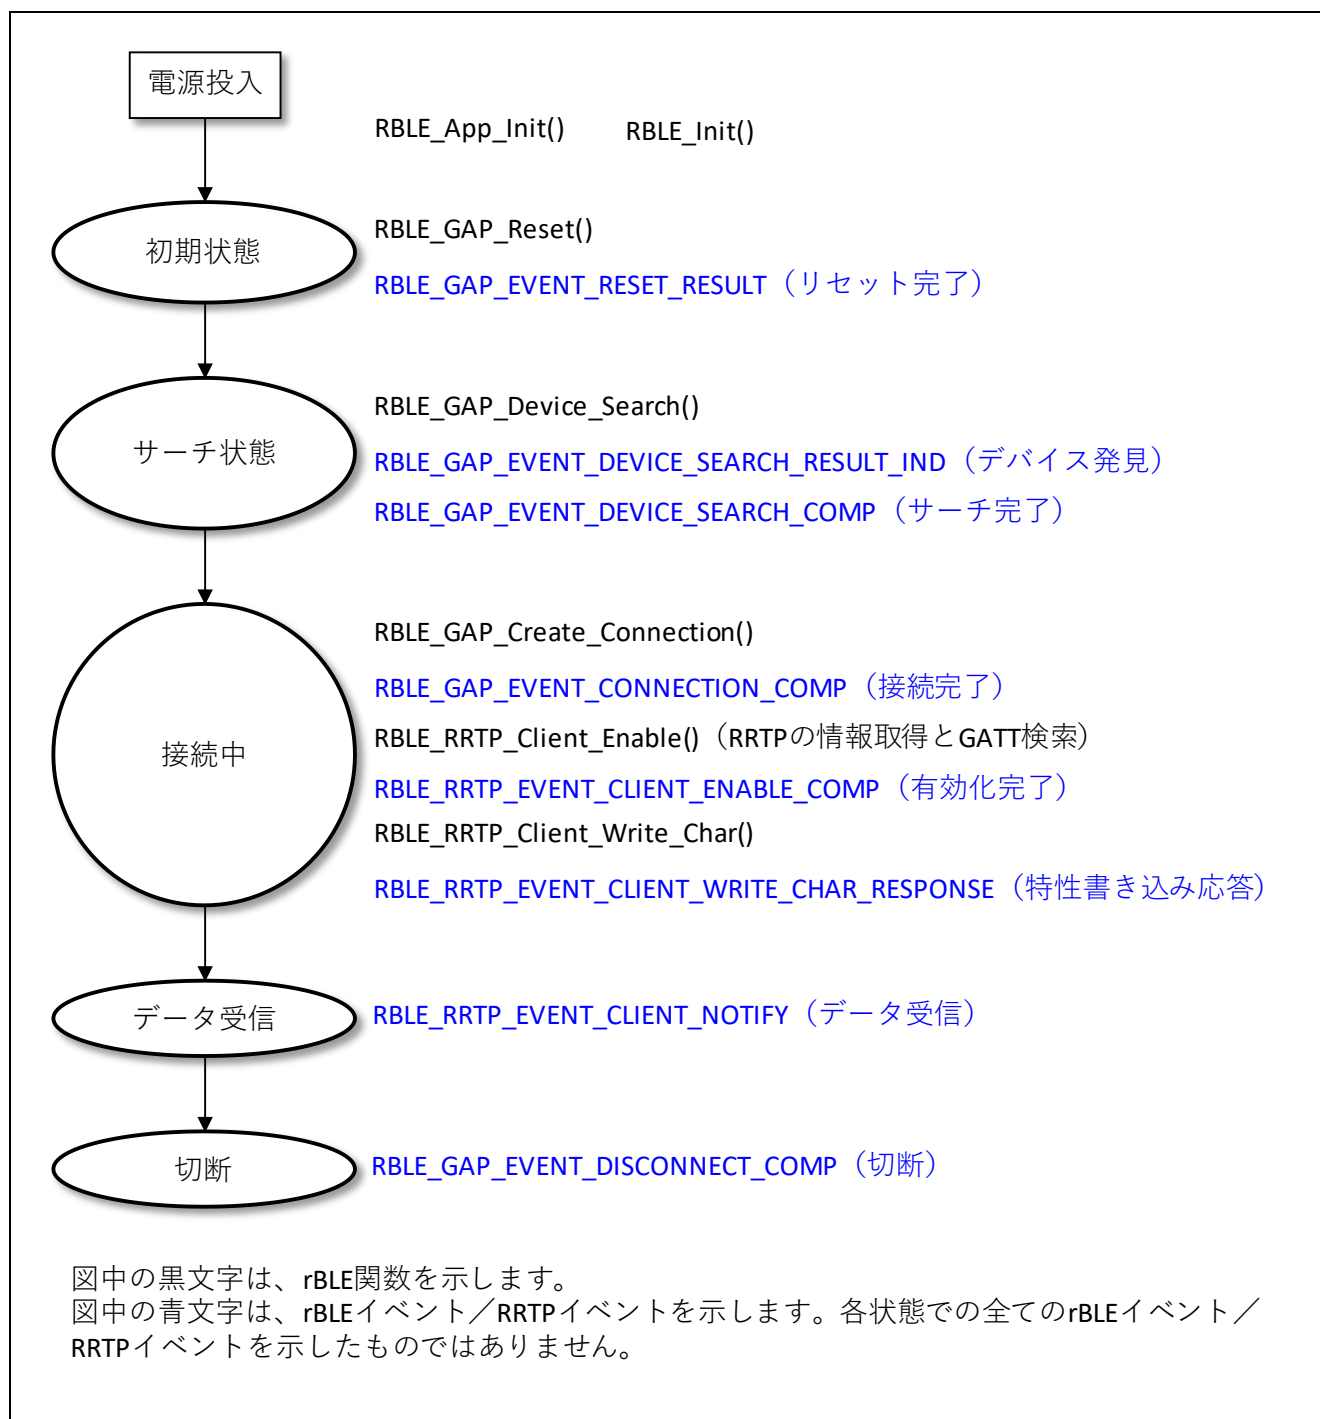 電源投入
RBLE_App_Init() RBLE_Init()
初期状態
RBLE_GAP_Reset()
RBLE_GAP_EVENT_RESET_RESULT（リセット完了）
サーチ状態
RBLE_GAP_Device_Search()
RBLE_GAP_EVENT_DEVICE_SEARCH_RESULT_IND（デバイス発見）
RBLE_GAP_EVENT_DEVICE_SEARCH_COMP（サーチ完了）
接続中
RBLE_GAP_Create_Connection()
RBLE_GAP_EVENT_CONNECTION_COMP（接続完了）
RBLE_RRTP_Client_Enable()（RRTPの情報取得とGATT検索）
RBLE_RRTP_EVENT_CLIENT_ENABLE_COMP（有効化完了）
RBLE_RRTP_Client_Write_Char()
RBLE_RRTP_EVENT_CLIENT_WRITE_CHAR_RESPONSE（特性書き込み応答）
データ受信
RBLE_RRTP_EVENT_CLIENT_NOTIFY（データ受信）
切断
RBLE_GAP_EVENT_DISCONNECT_COMP（切断）
図中の黒文字は、rBLE関数を示します。
図中の青文字は、rBLEイベント／RRTPイベントを示します。各状態での全てのrBLEイベント／
RRTPイベントを示したものではありません。